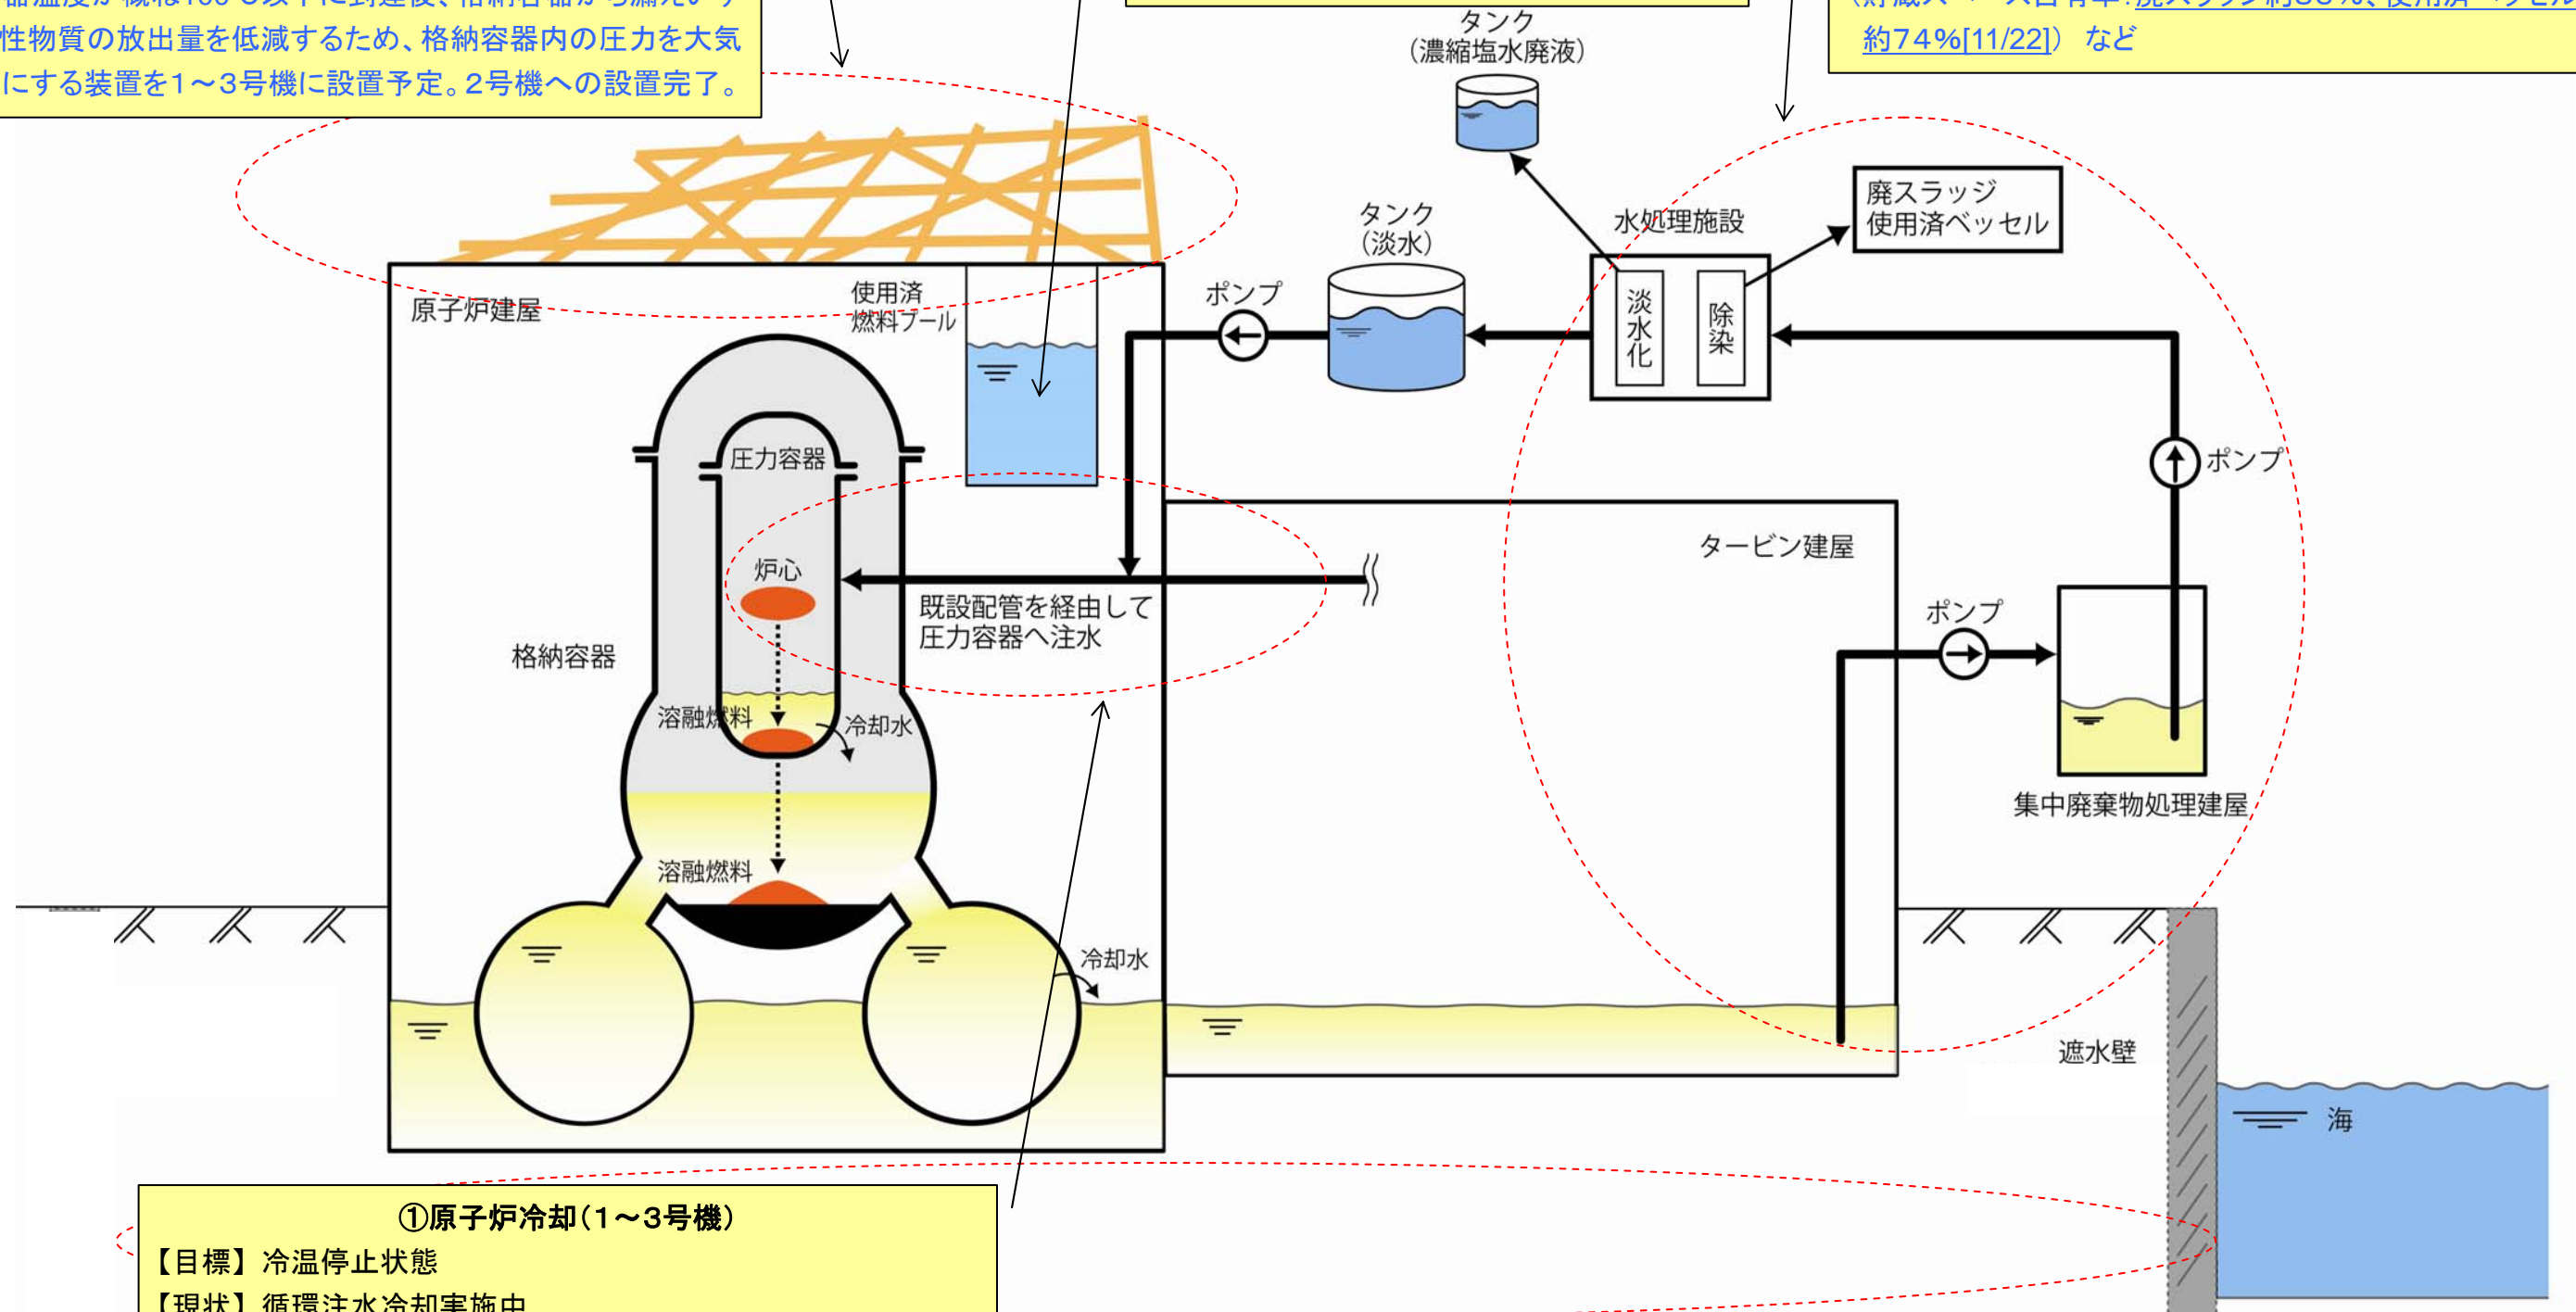 性物質の放出量を低減するため、格納容器内の圧力を大気
にする装置を1～3号機に設置予定。2号機への設置完了。
約74%[11/22]） など
タンク
（濃縮塩水廃液）
廃スラッジ
使用済ベッセル
水処理施設
タンク
（淡水）
淡水化
除染
ポンプ
使用済
燃料プール
原子炉建屋
圧力容器
ポンプ
タービン建屋
炉心
既設配管を経由して
圧力容器へ注水
ポンプ
格納容器
溶融燃料
冷却水
集中廃棄物処理建屋
溶融燃料
冷却水
遮水壁
海
①原子炉冷却（1～3号機）
【目標】 冷温停止状態
【現状】 循環注水冷却実施中